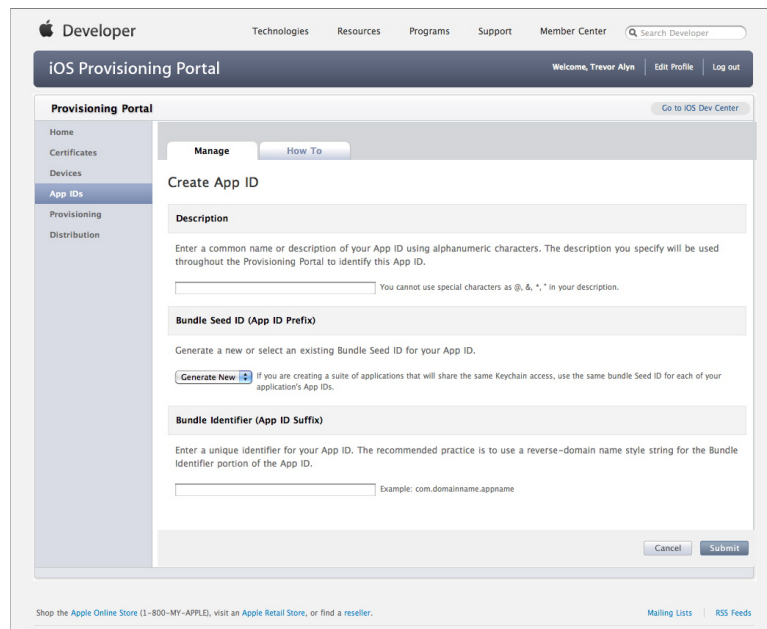 Developer
Technologies Resources Programs Support Member Center Search Developer
iOS Provisioning Portal
Welcome, Trevor Alyn Edit Profile Log out
Provisioning Portal
Go to iOS Dev Center
Home
Certificates
Devices
App IDs
Provisioning
Distribution
Manage How To
Create App ID
Description
Enter a common name or description of your App ID using alphanumeric characters. The description you specify will be used
throughout the Provisioning Portal to identify this App ID.
You cannot use special characters as @, &, *, " in your description.
Bundle Seed ID (App ID Prefix)
Generate a new or select an existing Bundle Seed ID for your App ID.
Generate New
If you are creating a suite of applications that will share the same Keychain access, use the same bundle Seed ID for each of your
application's App IDs.
Bundle Identifier (App ID Suffix)
Enter a unique identifier for your App ID. The recommended practice is to use a reverse-domain name style string for the Bundle
Identifier portion of the App ID.
Example: com.domainname.appname
Cancel Submit
Shop the Apple Online Store (1-800-MY-APPLE), visit an Apple Retail Store, or find a reseller.
Mailing Lists RSS Feeds